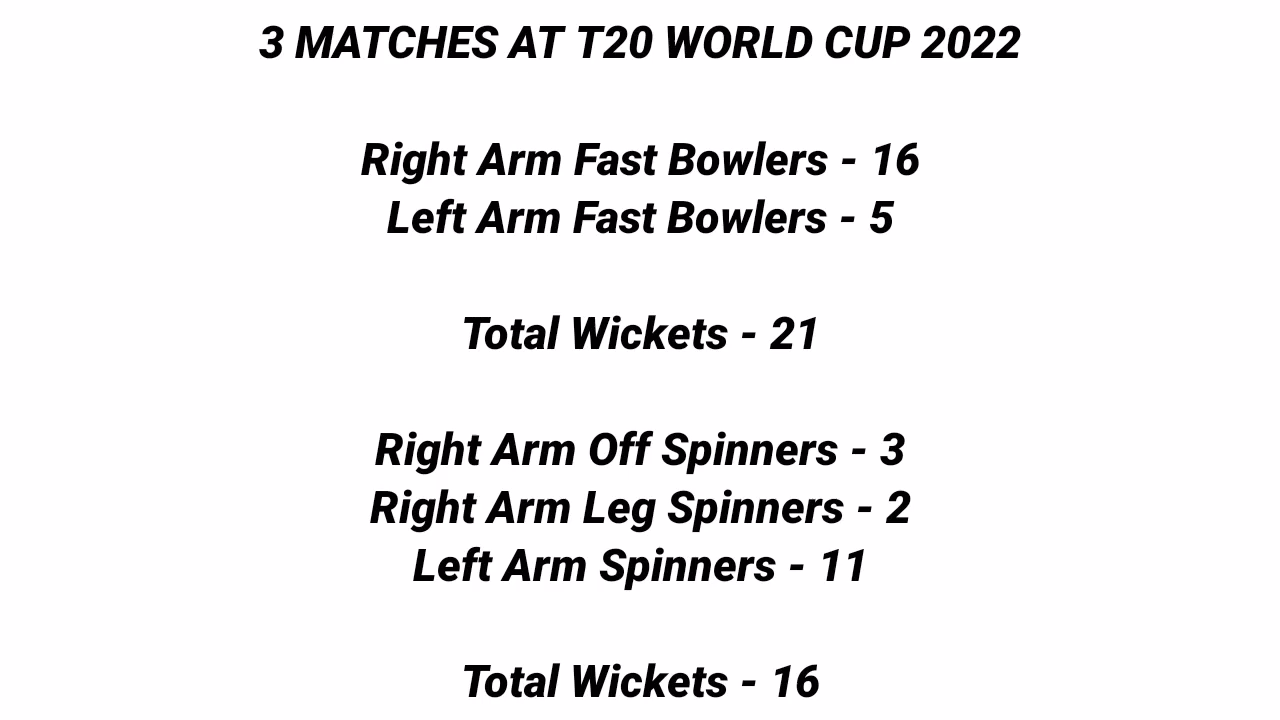 3 MATCHES AT T20 WORLD CUP 2022
Right Arm Fast Bowlers - 16
Left Arm Fast Bowlers - 5
Total Wickets - 21
Right Arm Off Spinners - 3
Right Arm Leg Spinners - 2
Left Arm Spinners - 11
Total Wickets - 16